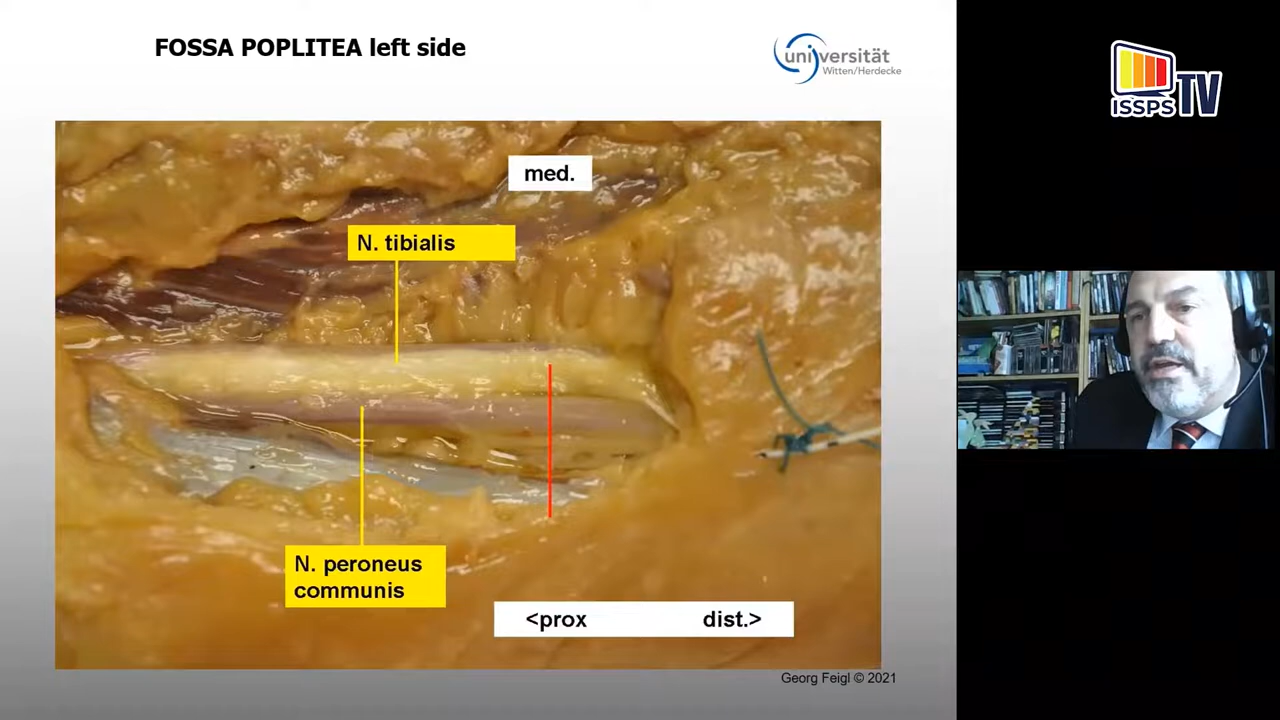 FOSSA POPLITEA left side
universität
Witten/Herdecke
ISSPS TV
med.
N. tibialis
N. peroneus
communis
<prox dist.>
Georg Feigl © 2021